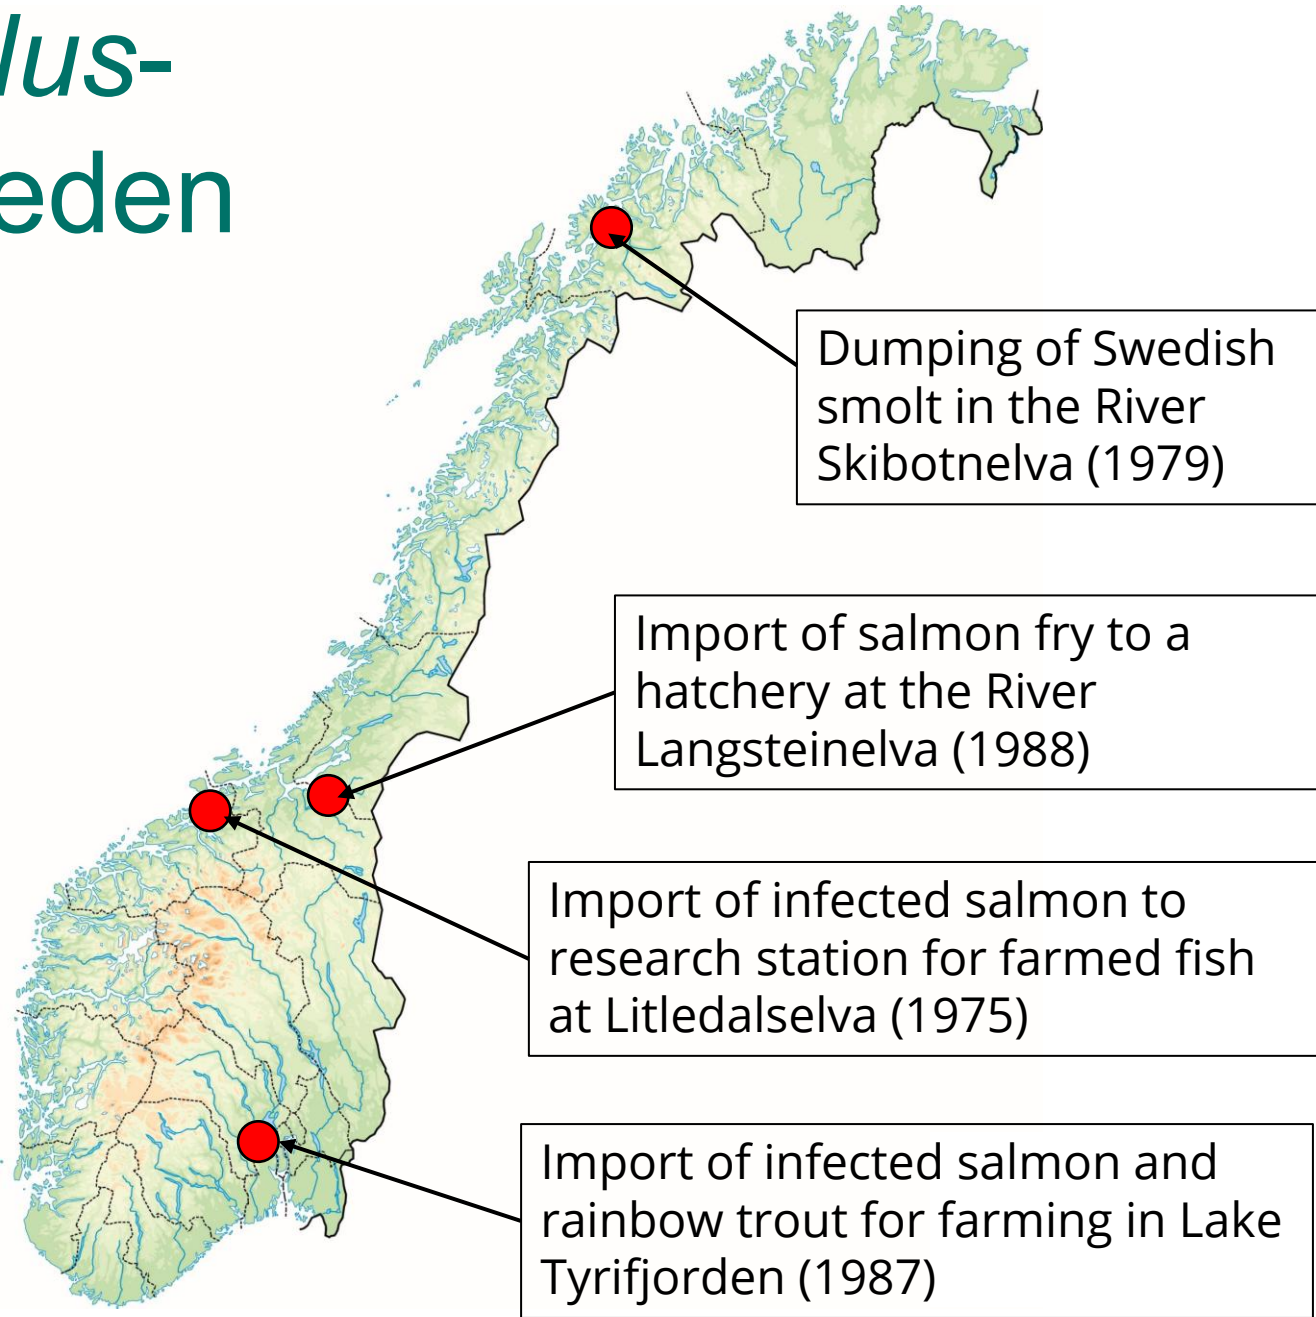 lus-
eden
Dumping of Swedish
smolt in the River
Skibotnelva (1979)
Import of salmon fry to a
hatchery at the River
Langsteinelva (1988)
Import of infected salmon to
research station for farmed fish
at Litledalselva (1975)
Import of infected salmon and
rainbow trout for farming in Lake
Tyrifjorden (1987)